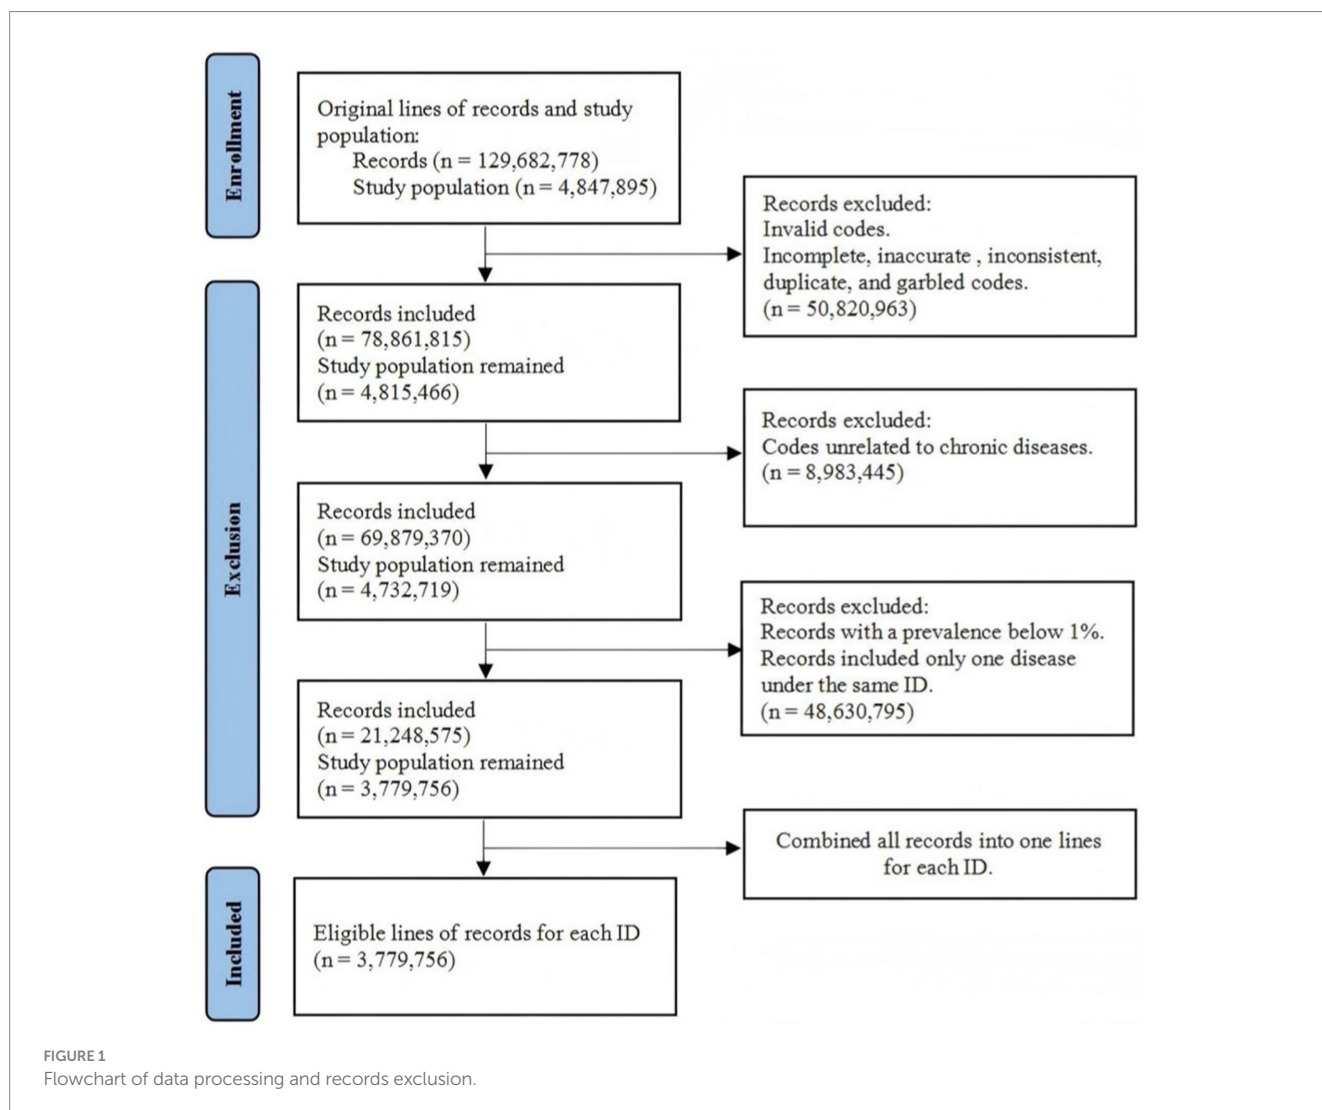 Enrollment
Original lines of records and study
population:
Records (n = 129,682,778)
Study population (n = 4,847,895)
Records excluded:
Invalid codes.
Incomplete, inaccurate , inconsistent,
duplicate, and garbled codes.
(n = 50,820,963)
Exclusion
Records included
(n = 78,861,815)
Study population remained
(n = 4,815,466)
Records excluded:
Codes unrelated to chronic diseases.
(n = 8,983,445)
Records included
(n = 69,879,370)
Study population remained
(n = 4,732,719)
Records excluded:
Records with a prevalence below 1%.
Records included only one disease
under the same ID.
(n = 48,630,795)
Records included
(n = 21,248,575)
Study population remained
(n = 3,779,756)
Combined all records into one lines
for each ID.
Included
Eligible lines of records for each ID
(n = 3,779,756)
FIGURE 1
Flowchart of data processing and records exclusion.